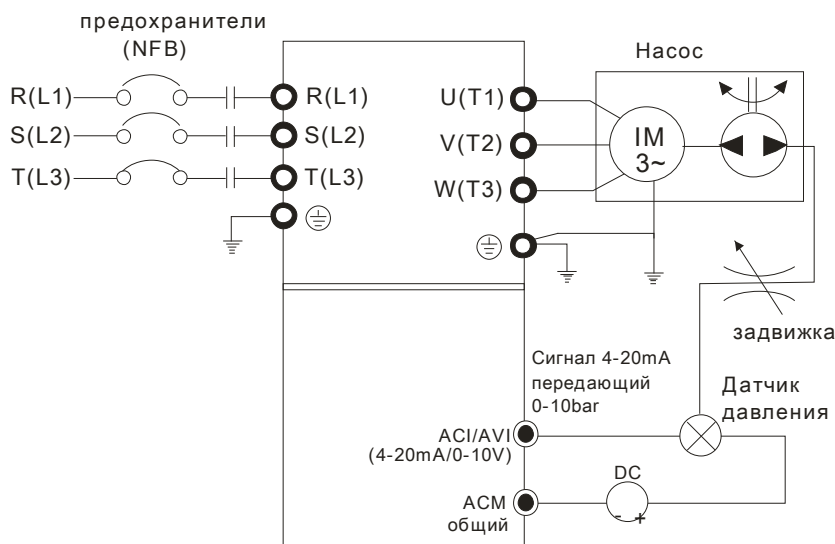 предохранители
(NFB)
R(L1)
S(L2)
T(L3)
R(L1)
S(L2)
T(L3)
U(T1)
V(T2)
W(T3)
Насос
IM
3~
задвижка
Сигнал 4-20mA
передающий
0-10bar
Датчик
давления
ACI/AVI
(4-20mA/0-10V)
DC
- +
ACM
общий